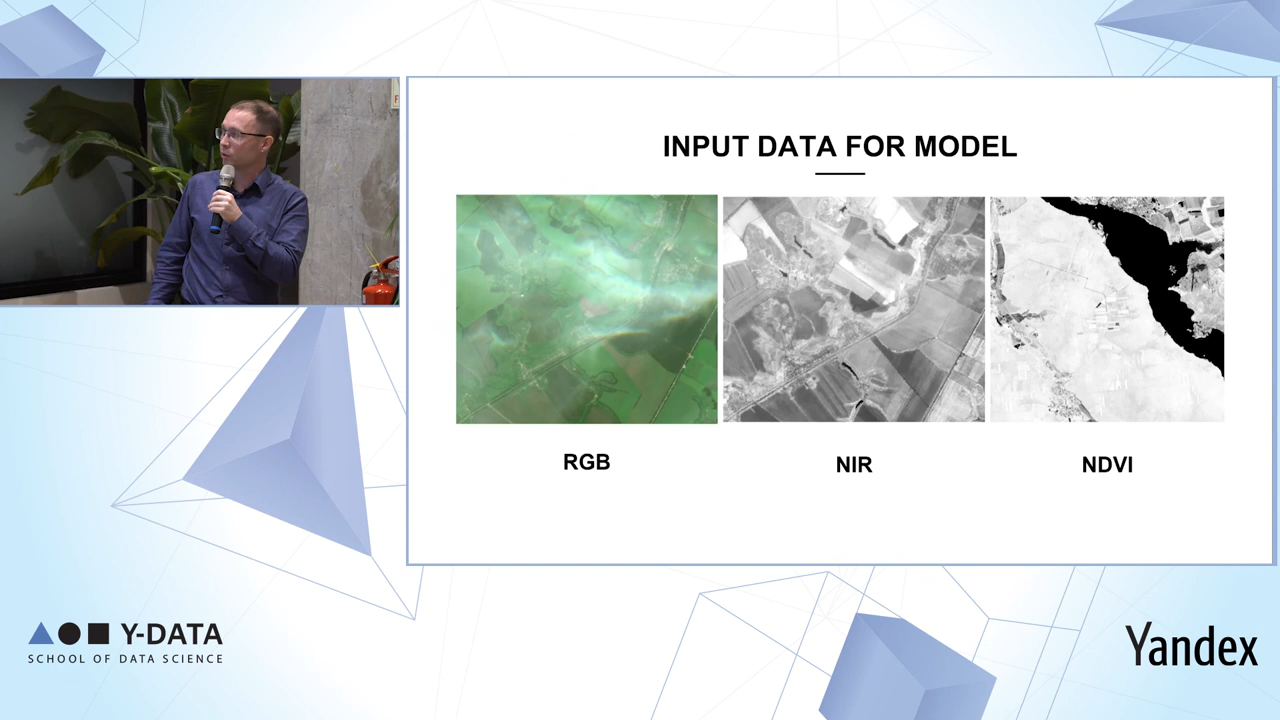 INPUT DATA FOR MODEL
RGB
NIR
NDVI
Y-DATA
SCHOOL OF DATA SCIENCE
Yandex